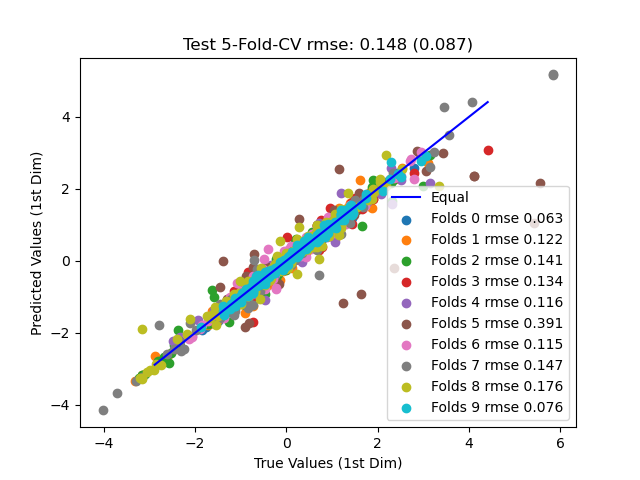 Test 5-Fold-CV rmse: 0.148 (0.087)
Predicted Values (1st Dim)
4
2
0
−2
−4
Equal
Folds 0 rmse 0.063
Folds 1 rmse 0.122
Folds 2 rmse 0.141
Folds 3 rmse 0.134
Folds 4 rmse 0.116
Folds 5 rmse 0.391
Folds 6 rmse 0.115
Folds 7 rmse 0.147
Folds 8 rmse 0.176
Folds 9 rmse 0.076
−4 −2 0 2 4 6
True Values (1st Dim)